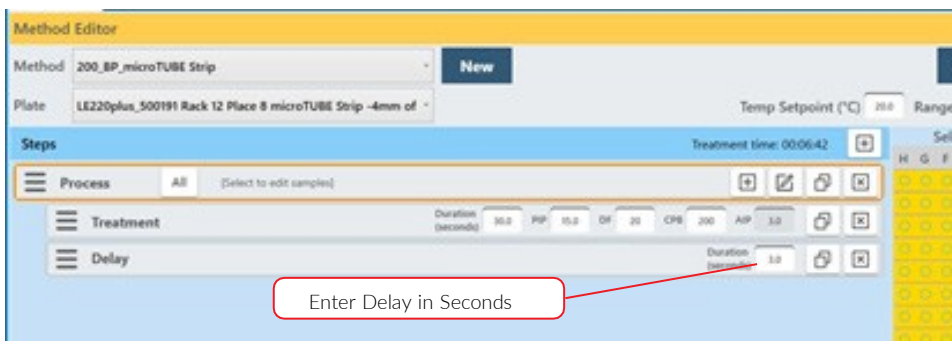 Method Editor
Method 200_BP_microTUBE Strip New
Plate LE220plus_500191 Rack 12 Place 8 microTUBE Strip -4mm of Temp Setpoint (°C) 20.0 Range
Steps Treatment time: 00:06:42 Sel
H G F
Process All [Select to edit samples]
Treatment Duration (seconds) 30.0 PIP 15.0 DF 20 CPB 200 AIP 3.0
Delay Duration (seconds) 3.0
Enter Delay in Seconds